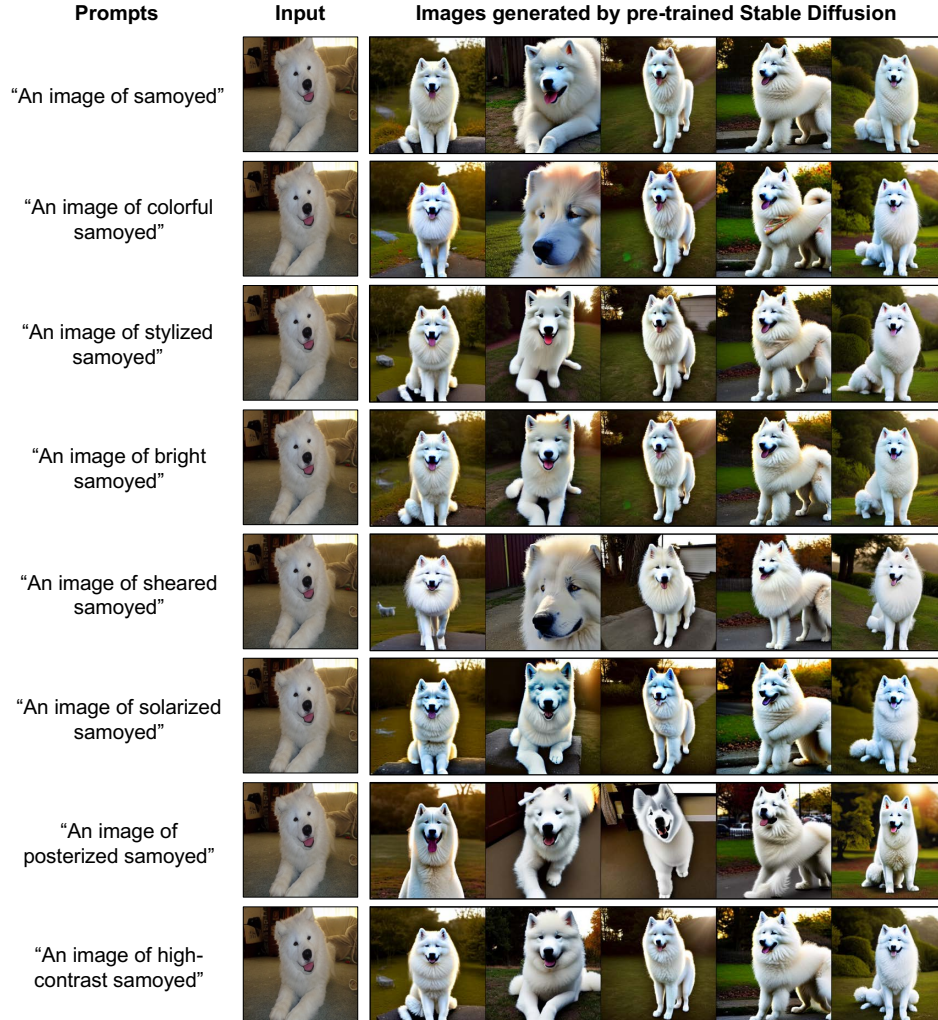 Prompts Input Images generated by pre-trained Stable Diffusion
“An image of samoyed”
“An image of colorful
samoyed”
“An image of stylized
samoyed”
“An image of bright
samoyed”
“An image of sheared
samoyed”
“An image of solarized
samoyed”
“An image of
posterized samoyed”
“An image of high-
contrast samoyed”